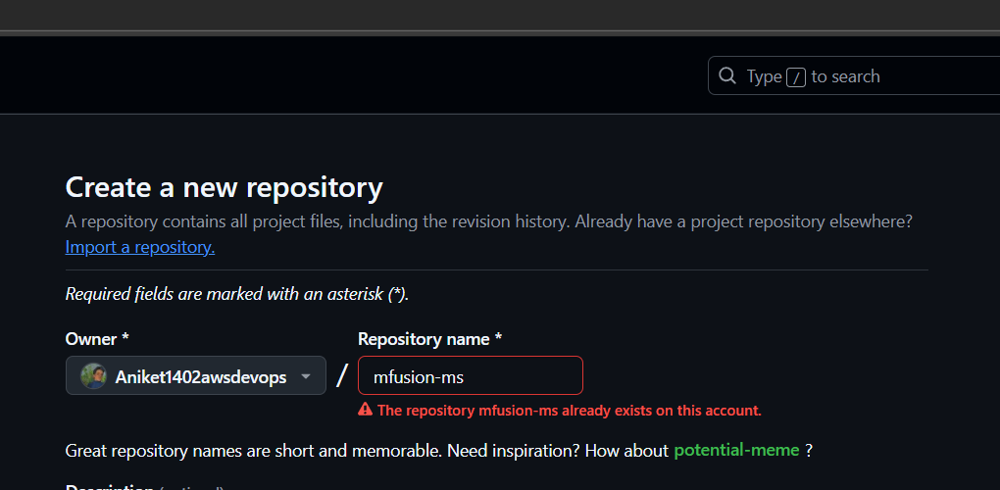 Type / to search
Create a new repository
A repository contains all project files, including the revision history. Already have a project repository elsewhere?
Import a repository.
Required fields are marked with an asterisk (*).
Owner *
Repository name *
Aniket1402awsdevops / mfusion-ms
The repository mfusion-ms already exists on this account.
Great repository names are short and memorable. Need inspiration? How about potential-meme ?
Description (optional)